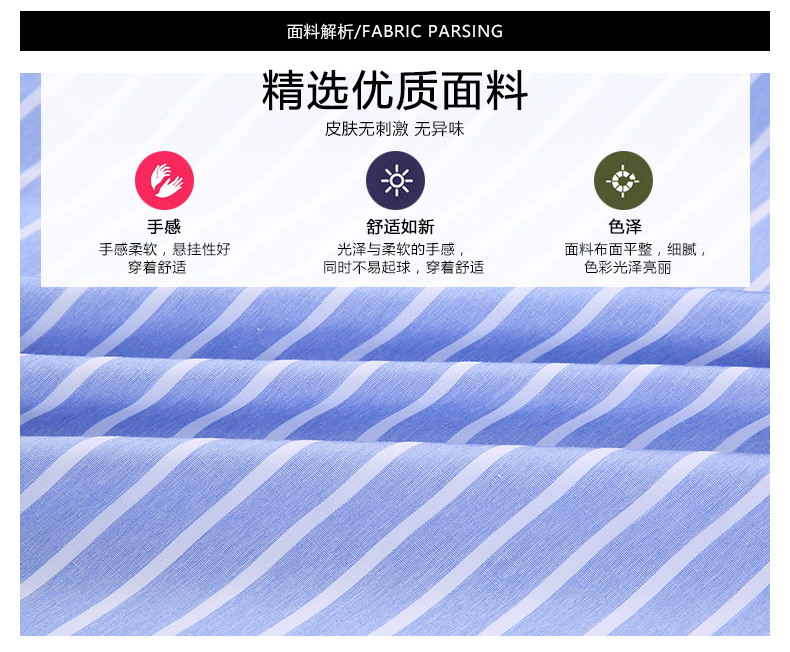 面料解析/FABRIC PARSING
精选优质面料
皮肤无刺激 无异味
手感
舒适如新
色泽
手感柔软，悬挂性好
穿着舒适
光泽与柔软的手感，
同时不易起球，穿着舒适
面料布面平整，细腻，
色彩光泽亮丽